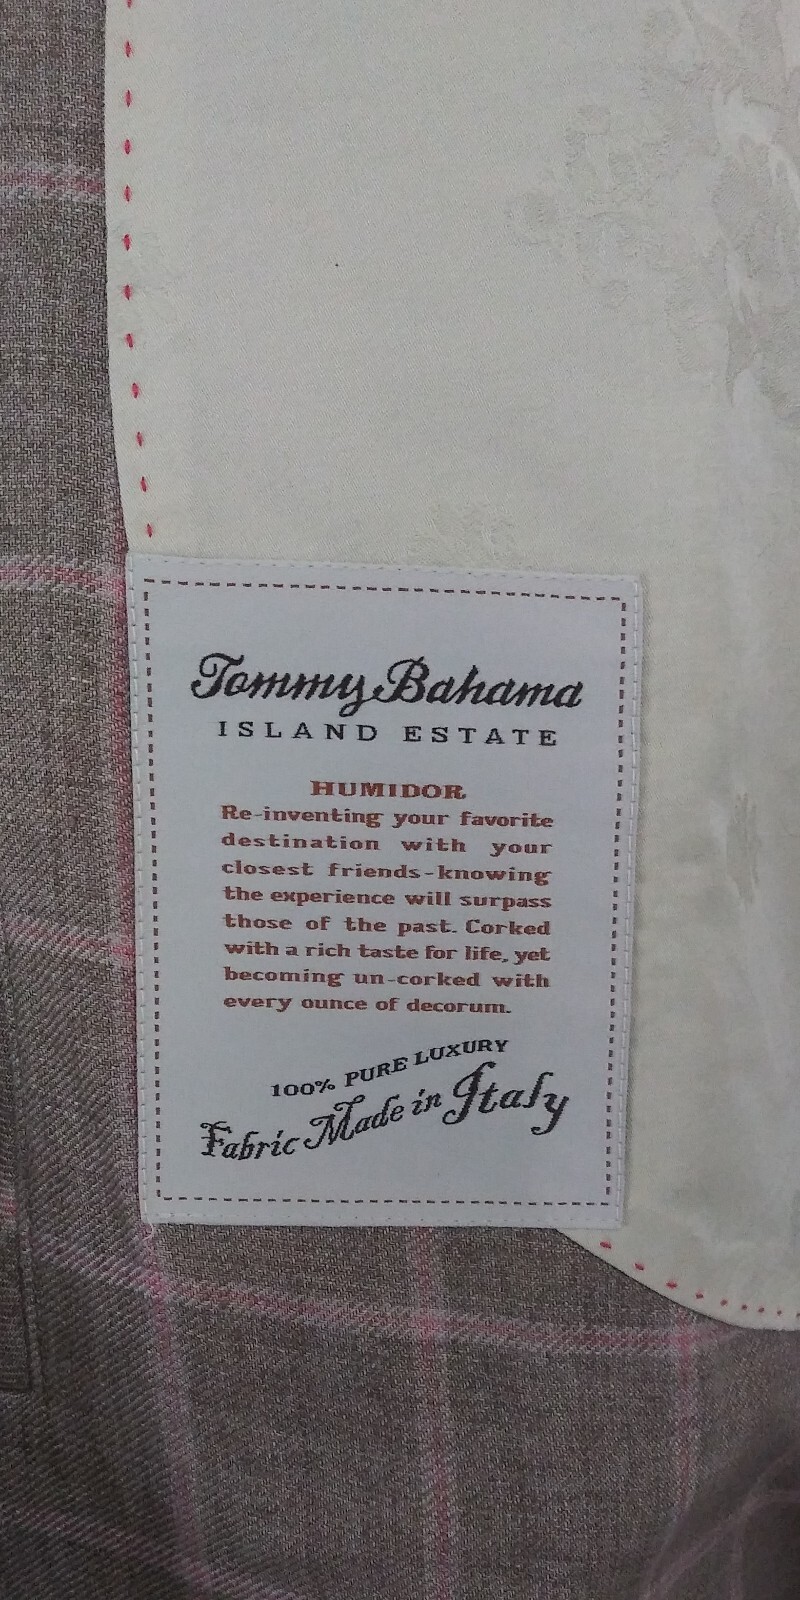 Tommy Bahama
ISLAND ESTATE
HUMIDOR
Re-inventing your favorite
destination with your
closest friends-knowing
the experience will surpass
those of the past. Corked
with a rich taste for life, yet
becoming un-corked with
every ounce of decorum.
100% PURE LUXURY
Fabric Made in Italy